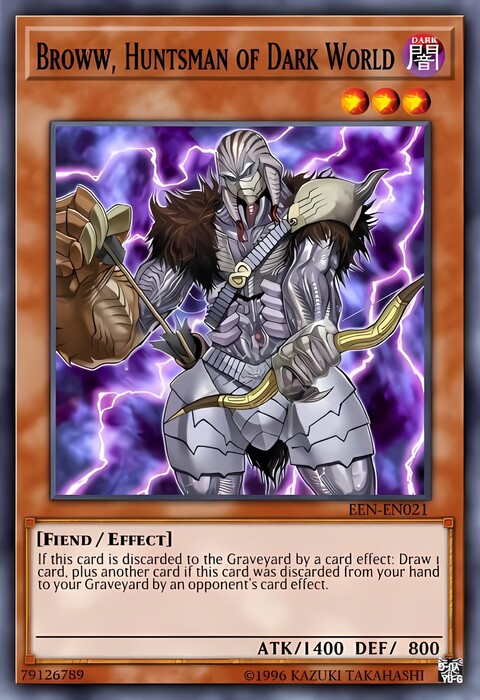 Broww, Huntsman of Dark World
DARK
闇
EEN-EN021
[Fiend / Effect]
If this card is discarded to the Graveyard by a card effect: Draw 1
card, plus another card if this card was discarded from your hand
to your Graveyard by an opponent's card effect.
ATK/1400 DEF/ 800
79126789
©1996 KAZUKI TAKAHASHI